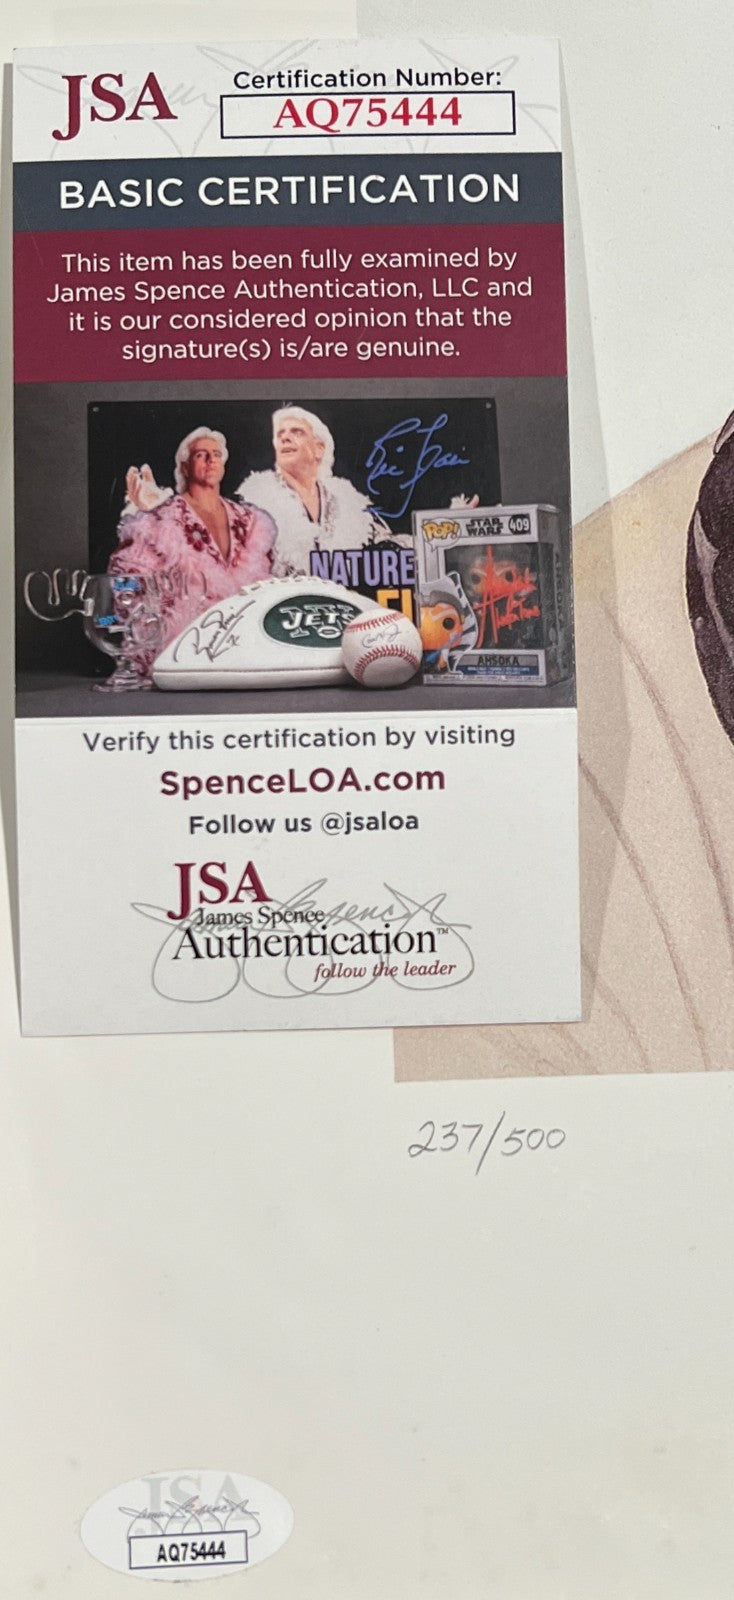 JSA
Certification Number:
AQ75444
BASIC CERTIFICATION
This item has been fully examined by
James Spence Authentication, LLC and
it is our considered opinion that the
signature(s) is/are genuine.
NATURE
JETS
POP! STAR WARS 409
AHSOKA
Verify this certification by visiting
SpenceLOA.com
Follow us @jsaloa
JSA
James Spence
Authentication™
follow the leader
237/500
JSA
AQ75444